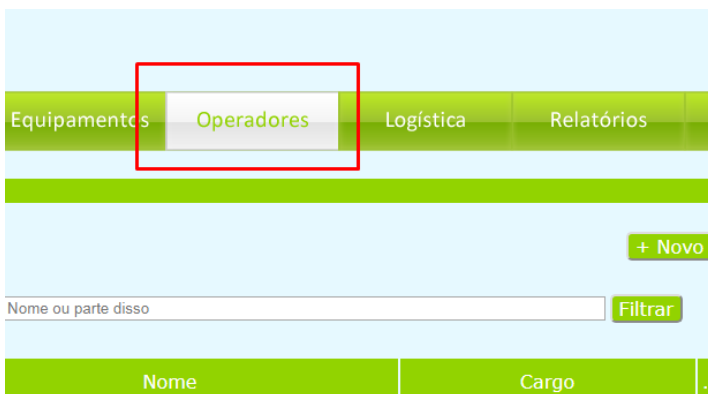 Equipamentos Operadores Logística Relatórios
+ Novo
Nome ou parte disso Filtrar
Nome Cargo